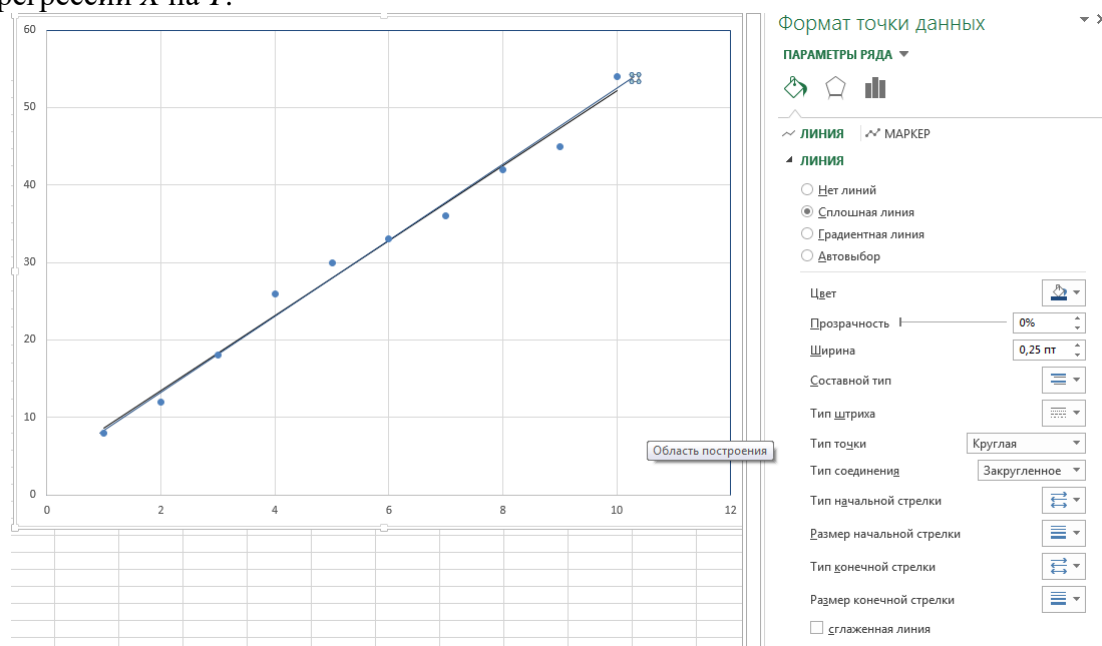 регрессии X на Y.
60
50
40
30
20
10
0
0 2 4 6 8 10 12
Область построения
Формат точки данных
ПАРАМЕТРЫ РЯДА
ЛИНИЯ МАРКЕР
ЛИНИЯ
Нет линий
Сплошная линия
Градиентная линия
Автовыбор
Цвет
Прозрачность 0%
Ширина 0,25 пт
Составной тип
Тип штриха
Тип точки Круглая
Тип соединения Закругленное
Тип начальной стрелки
Размер начальной стрелки
Тип конечной стрелки
Размер конечной стрелки
сглаженная линия